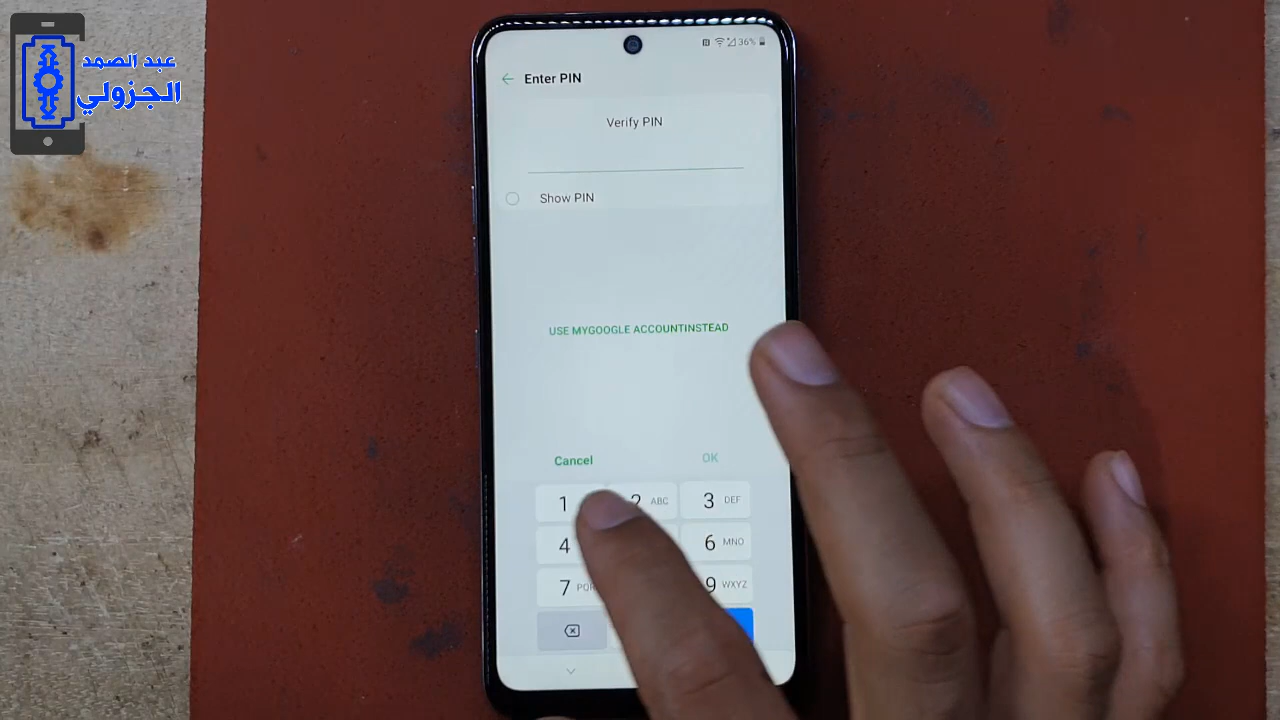 عبد الصمد
الجزولي
36%
Enter PIN
Verify PIN
Show PIN
USE MYGOOGLE ACCOUNTINSTEAD
Cancel OK
1 2 ABC 3 DEF
4 6 MNO
7 9 WXYZ